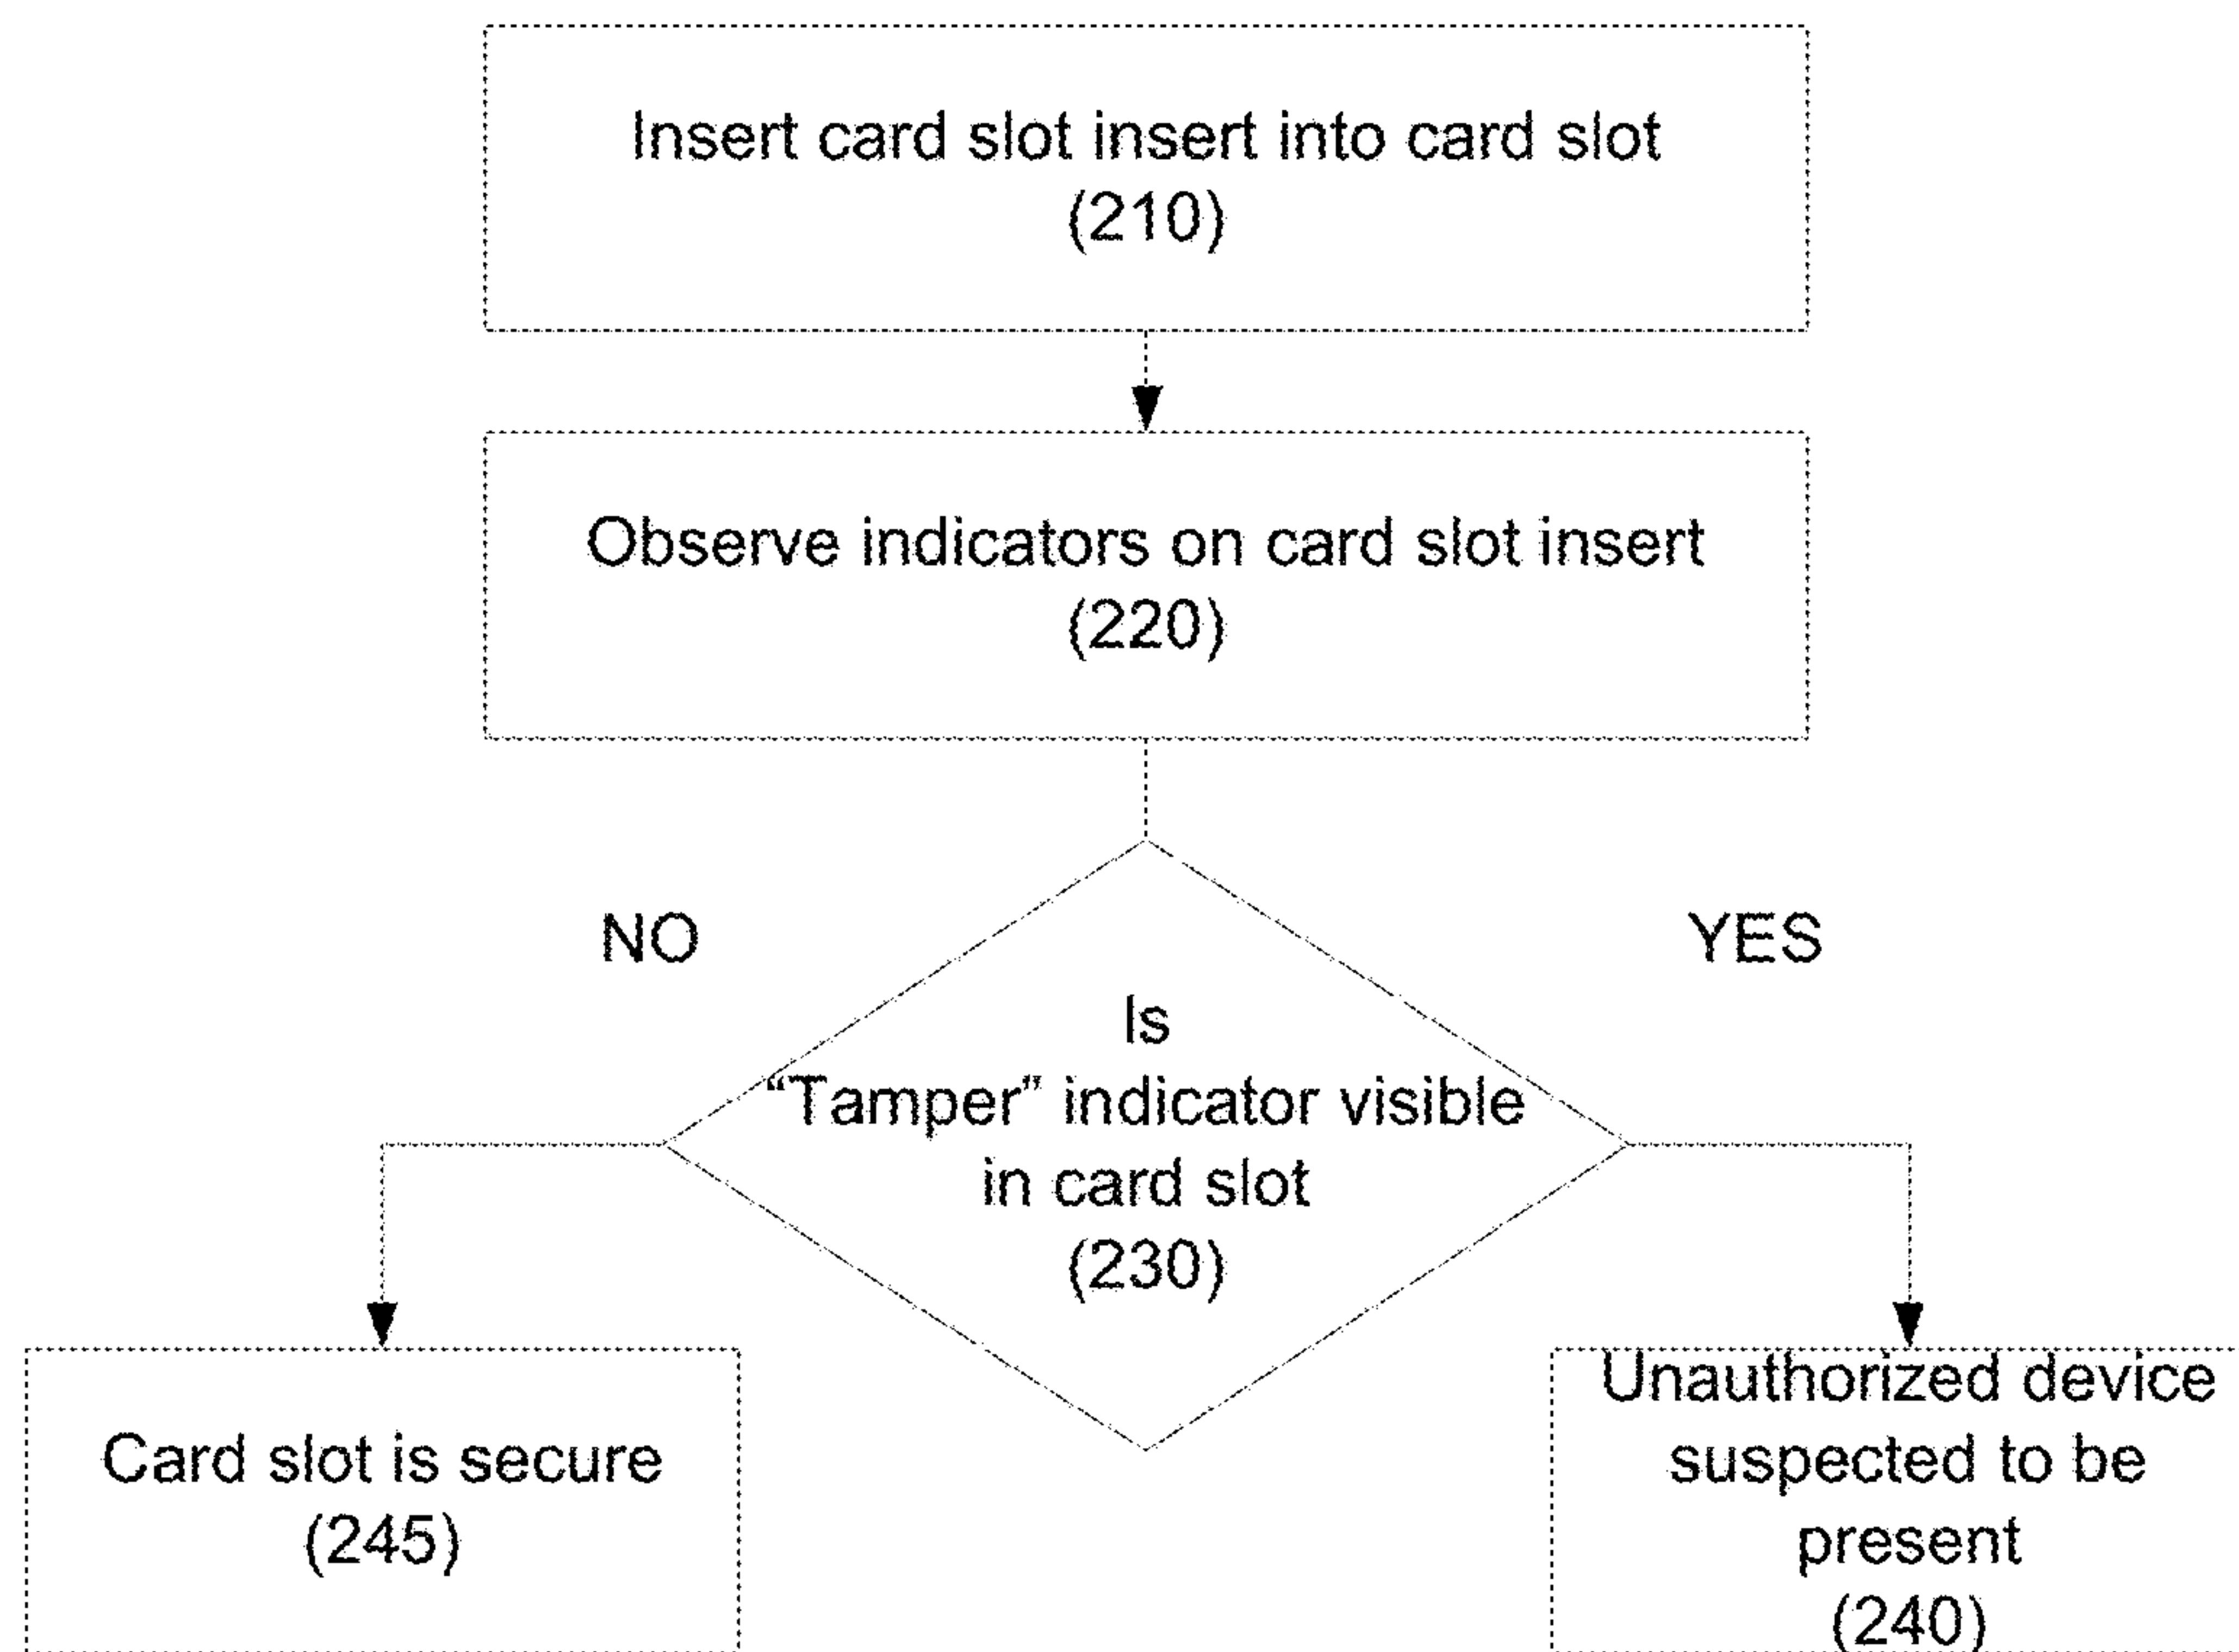 Insert card slot insert into card slot
(210)
Observe indicators on card slot insert
(220)
NO
YES
Is
“Tamper” indicator visible
in card slot
(230)
Card slot is secure
(245)
Unauthorized device
suspected to be
present
(240)